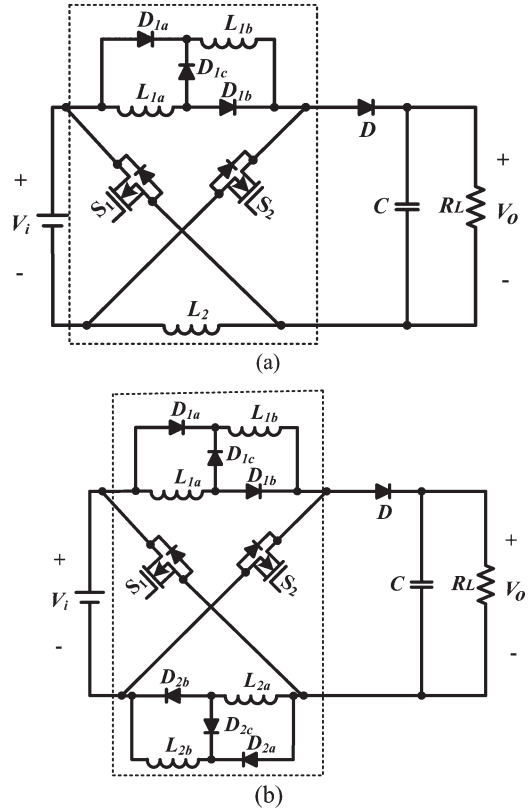 D1a
L1b
D1c
L1a
D1b
D
+
Vi
-
S1
S2
C
RL
+
Vo
-
L2
(a)
D1a
L1b
D1c
L1a
D1b
D
+
Vi
-
S1
S2
C
RL
+
Vo
-
D2b
L2a
D2c
L2b
D2a
(b)